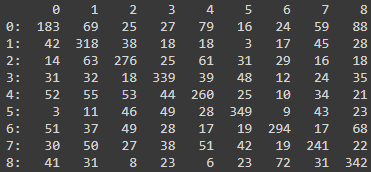 0 1 2 3 4 5 6 7 8
0: 183 69 25 27 79 16 24 59 88
1: 42 318 38 18 18 3 17 45 28
2: 14 63 276 25 61 31 29 16 18
3: 31 32 18 339 39 48 12 24 35
4: 52 55 53 44 260 25 10 34 21
5: 3 11 46 49 28 349 9 43 23
6: 51 37 49 28 17 19 294 17 68
7: 30 50 27 38 51 42 19 241 22
8: 41 31 8 23 6 23 72 31 342